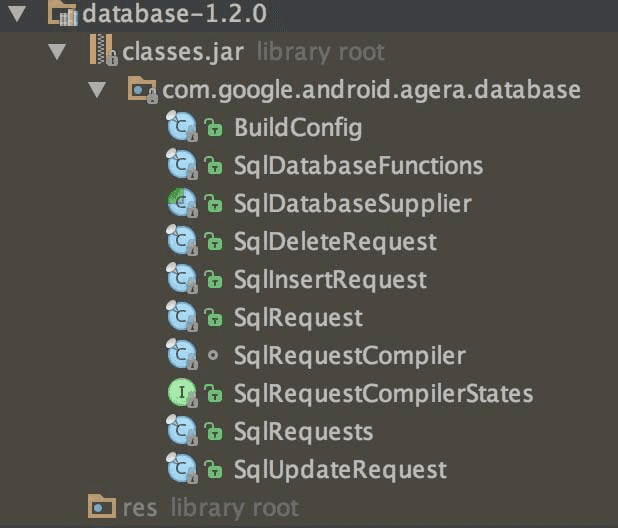 database-1.2.0
classes.jar library root
com.google.android.agera.database
BuildConfig
SqlDatabaseFunctions
SqlDatabaseSupplier
SqlDeleteRequest
SqlInsertRequest
SqlRequest
SqlRequestCompiler
SqlRequestCompilerStates
SqlRequests
SqlUpdateRequest
res library root